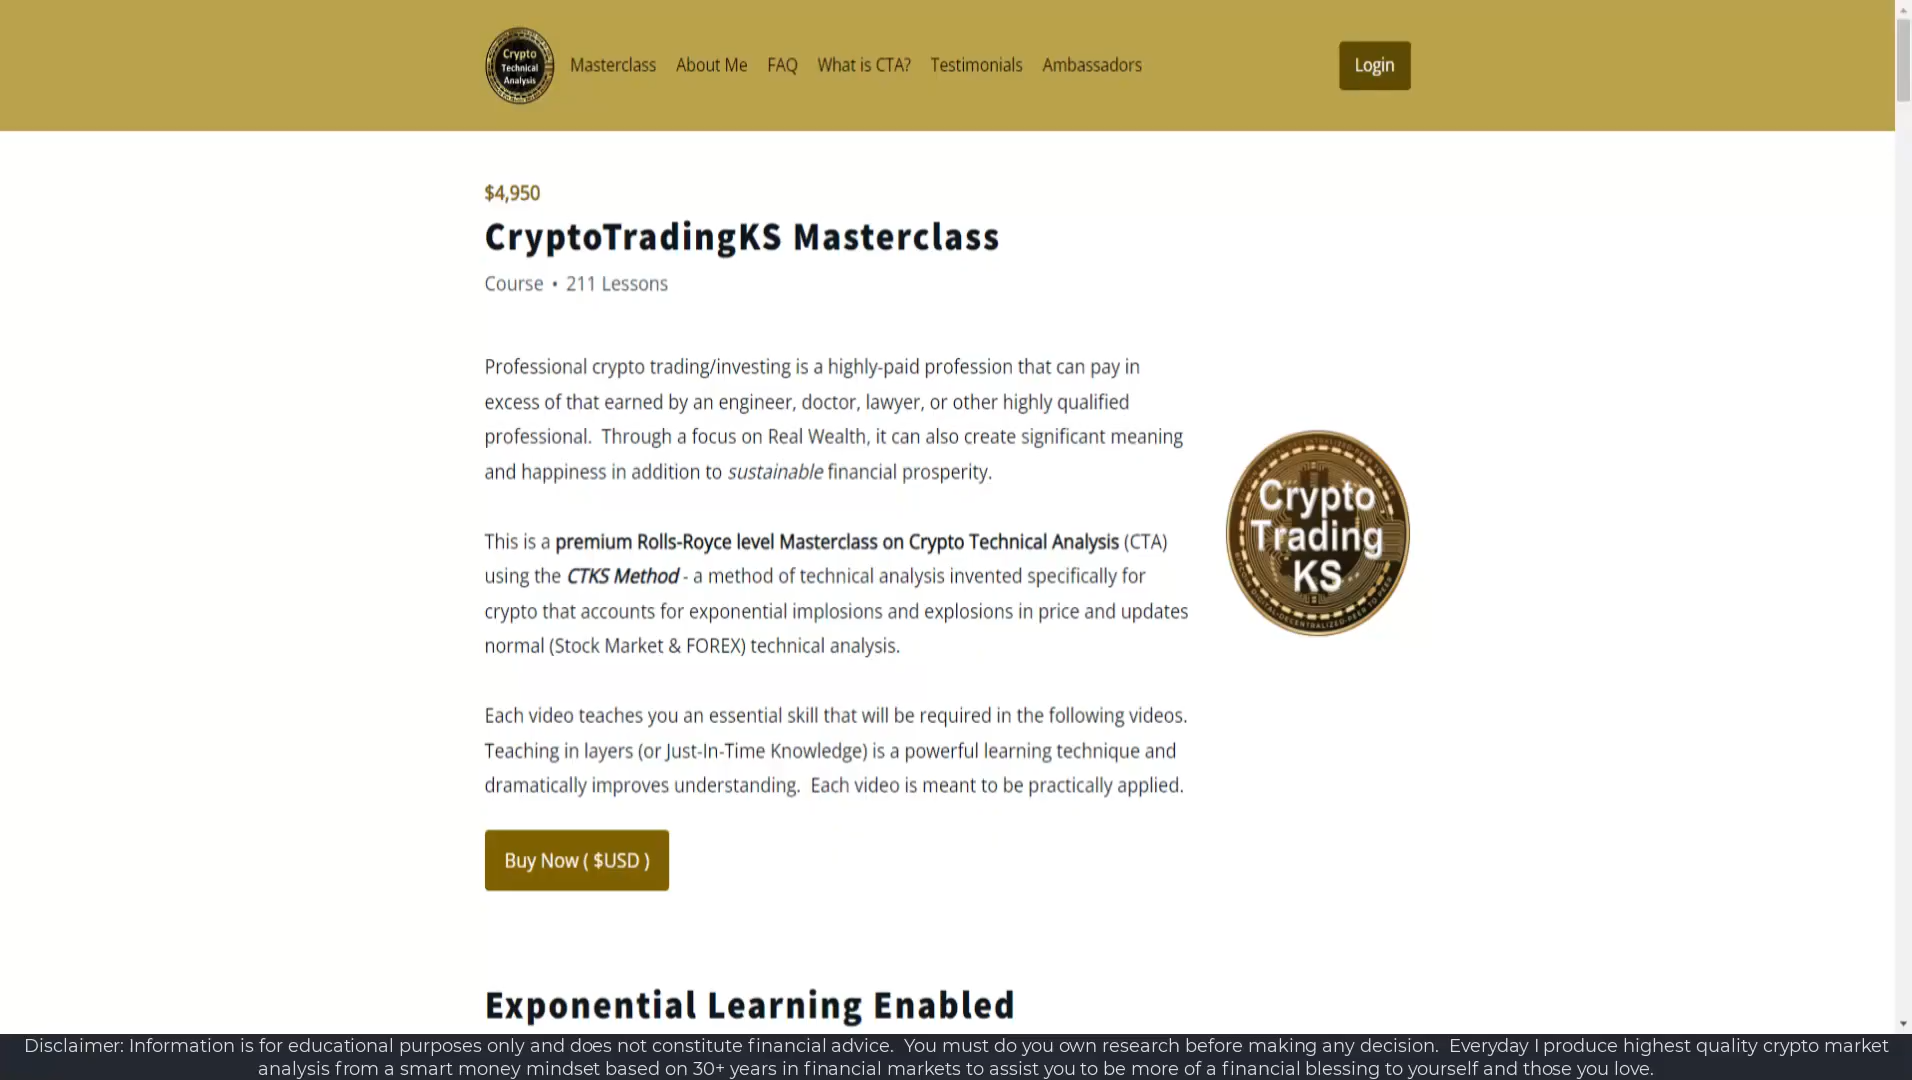 Crypto
Technical
Analysis
Masterclass About Me FAQ What is CTA? Testimonials Ambassadors
Login
$4,950
CryptoTradingKS Masterclass
Course • 211 Lessons
Professional crypto trading/investing is a highly-paid profession that can pay in
excess of that earned by an engineer, doctor, lawyer, or other highly qualified
professional.  Through a focus on Real Wealth, it can also create significant meaning
and happiness in addition to sustainable financial prosperity.
This is a premium Rolls-Royce level Masterclass on Crypto Technical Analysis (CTA)
using the CTKS Method - a method of technical analysis invented specifically for
crypto that accounts for exponential implosions and explosions in price and updates
normal (Stock Market & FOREX) technical analysis.
Each video teaches you an essential skill that will be required in the following videos.
Teaching in layers (or Just-In-Time Knowledge) is a powerful learning technique and
dramatically improves understanding.  Each video is meant to be practically applied.
Crypto
Trading
KS
Buy Now ( $USD )
Exponential Learning Enabled
Disclaimer: Information is for educational purposes only and does not constitute financial advice.  You must do you own research before making any decision.  Everyday I produce highest quality crypto market
analysis from a smart money mindset based on 30+ years in financial markets to assist you to be more of a financial blessing to yourself and those you love.